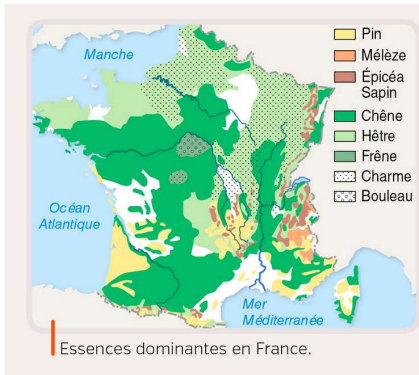 Manche
Océan
Atlantique
Mer
Méditerranée
Pin
Mélèze
Épicéa
Sapin
Chêne
Hêtre
Frêne
Charme
Bouleau
Essences dominantes en France.